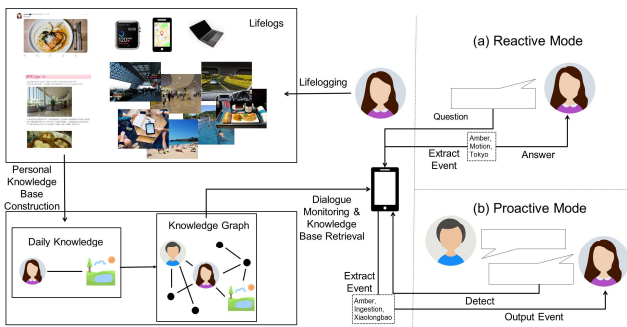 Lifelogs
Lifelogging
Personal
Knowledge
Base
Construction
Daily Knowledge
Knowledge Graph
Dialogue
Monitoring &
Knowledge
Base Retrieval
(a) Reactive Mode
Question
Amber,
Motion,
Tokyo
Extract
Event
Answer
(b) Proactive Mode
Extract
Event
Amber,
Ingestion,
Xiaolongbao
Detect
Output Event